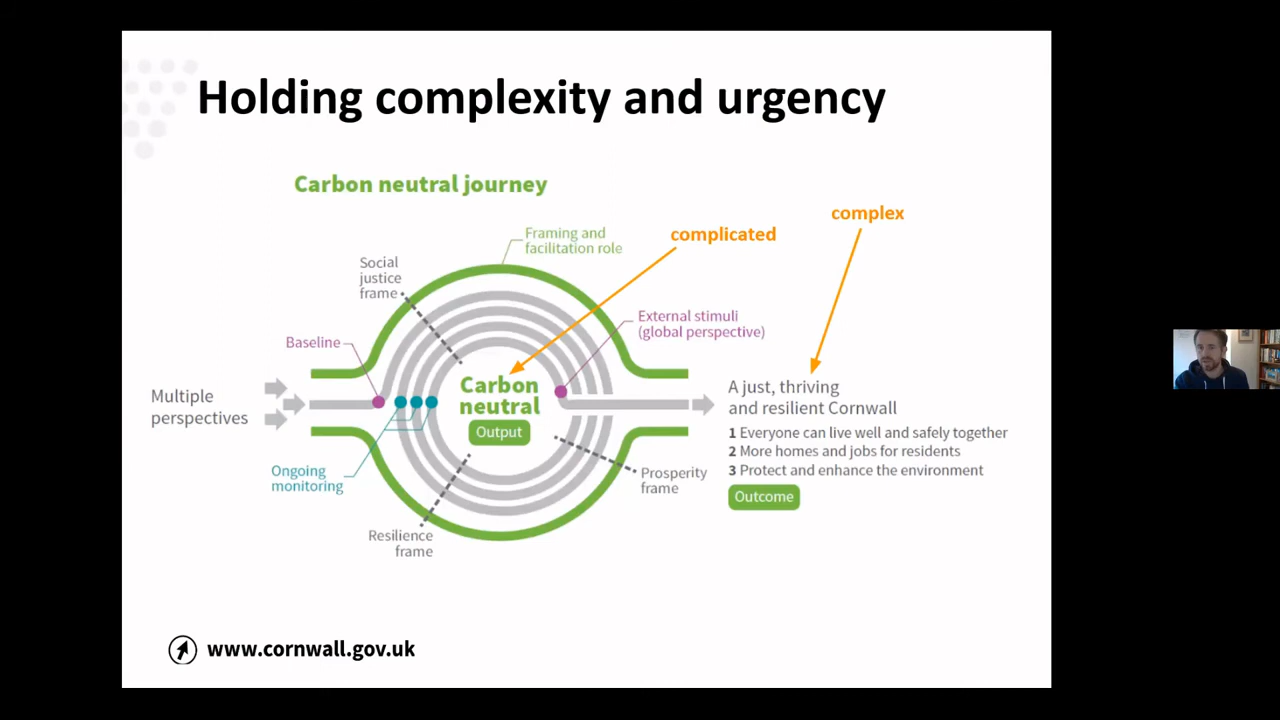 Holding complexity and urgency
Carbon neutral journey
complex
complicated
Framing and
facilitation role
Social
justice
frame
External stimuli
(global perspective)
Baseline
Multiple
perspectives
Carbon
neutral
Output
A just, thriving
and resilient Cornwall
1 Everyone can live well and safely together
2 More homes and jobs for residents
3 Protect and enhance the environment
Outcome
Ongoing
monitoring
Prosperity
frame
Resilience
frame
www.cornwall.gov.uk